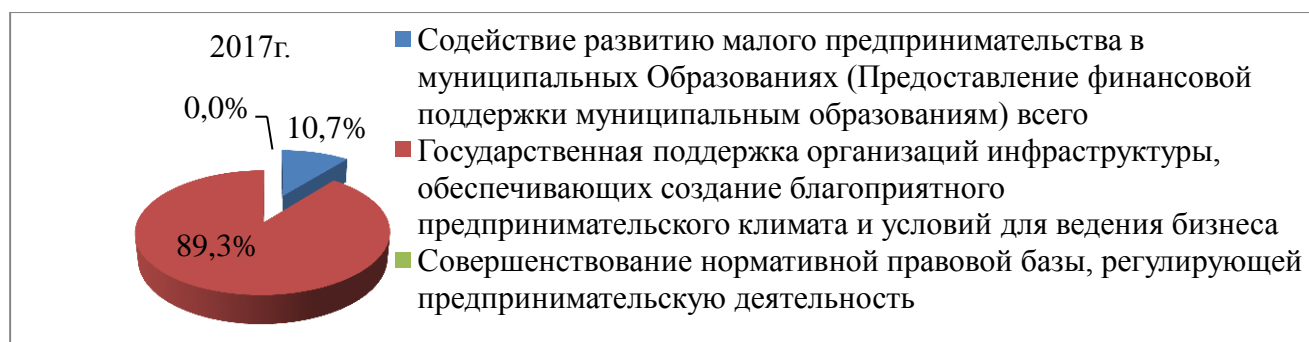 2017г.
0,0%
10,7%
89,3%
Содействие развитию малого предпринимательства в
муниципальных Образованиях (Предоставление финансовой
поддержки муниципальным образованиям) всего
Государственная поддержка организаций инфраструктуры,
обеспечивающих создание благоприятного
предпринимательского климата и условий для ведения бизнеса
Совершенствование нормативной правовой базы, регулирующей
предпринимательскую деятельность